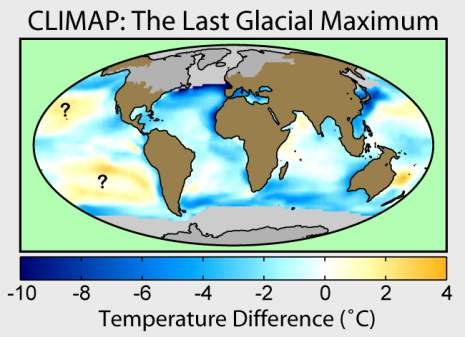 CLIMAP: The Last Glacial Maximum
?
?
-10 -8 -6 -4 -2 0 2 4
Temperature Difference (˚C)